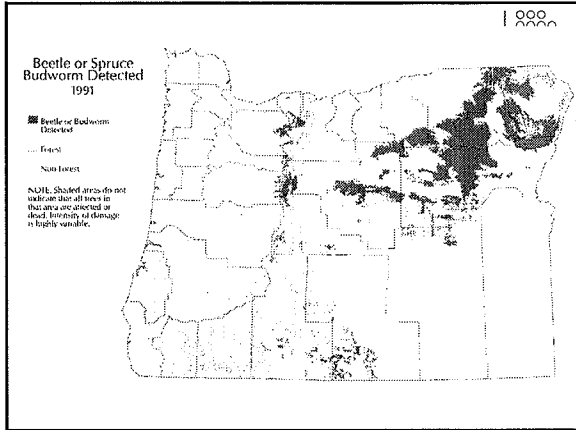 Beetle or Spruce
Budworm Detected
1991
Beetle or Budworm
Detected
Forest
Non-Forest
NOTE: Shaded areas do not
indicate that all trees in
that area are affected or
dead. Intensity of damage
is highly variable.